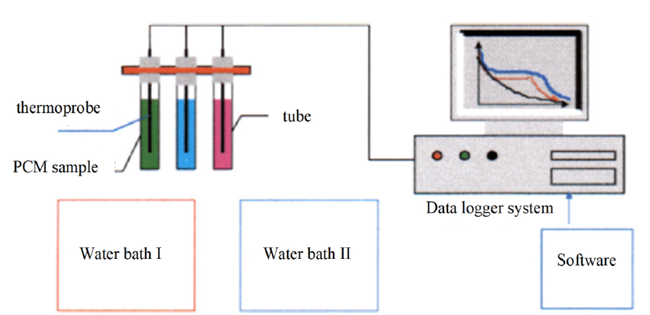 thermoprobe
tube
PCM sample
Data logger system
Water bath I
Water bath II
Software